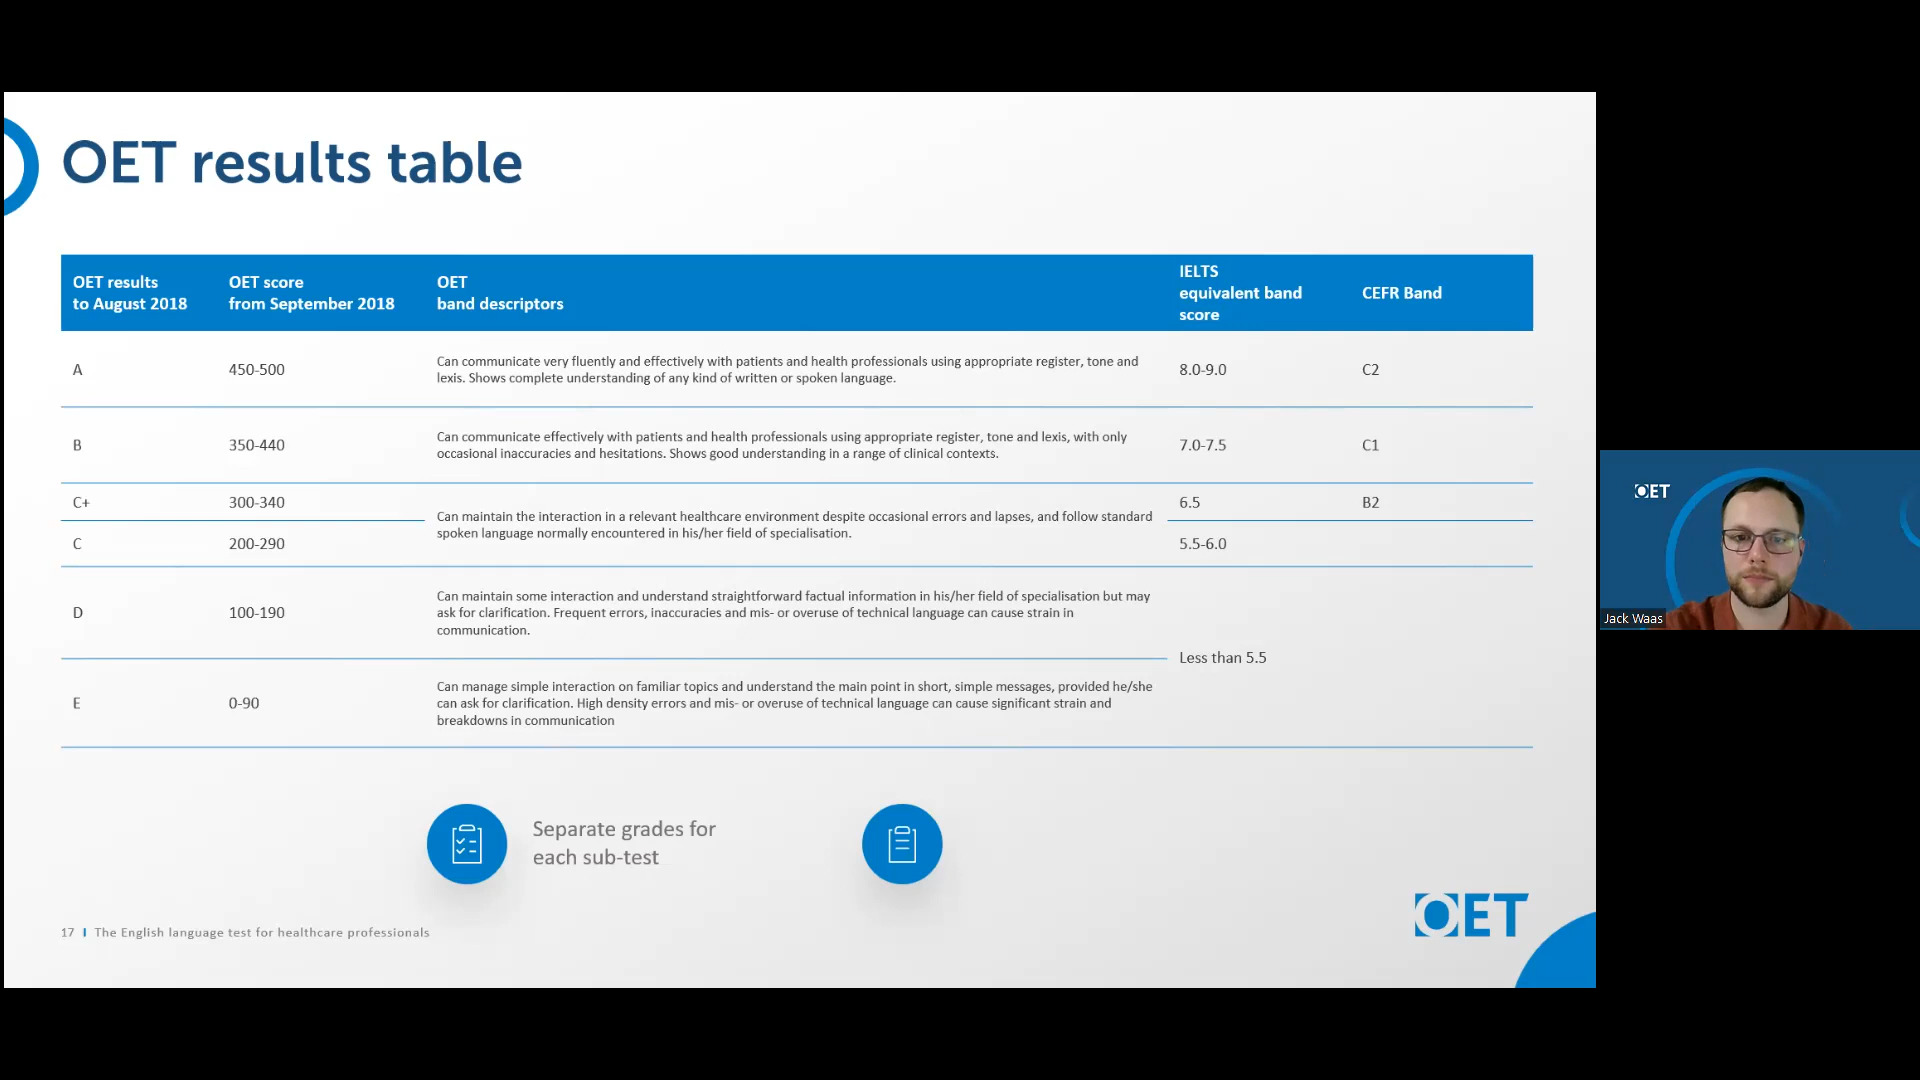 OET results table
OET results
to August 2018
OET score
from September 2018
OET
band descriptors
IELTS
equivalent band
score
CEFR Band
A
450-500
Can communicate very fluently and effectively with patients and health professionals using appropriate register, tone and
lexis. Shows complete understanding of any kind of written or spoken language.
8.0-9.0
C2
B
350-440
Can communicate effectively with patients and health professionals using appropriate register, tone and lexis, with only
occasional inaccuracies and hesitations. Shows good understanding in a range of clinical contexts.
7.0-7.5
C1
C+
300-340
Can maintain the interaction in a relevant healthcare environment despite occasional errors and lapses, and follow standard
spoken language normally encountered in his/her field of specialisation.
6.5
B2
C
200-290
5.5-6.0
D
100-190
Can maintain some interaction and understand straightforward factual information in his/her field of specialisation but may
ask for clarification. Frequent errors, inaccuracies and mis- or overuse of technical language can cause strain in
communication.
Less than 5.5
E
0-90
Can manage simple interaction on familiar topics and understand the main point in short, simple messages, provided he/she
can ask for clarification. High density errors and mis- or overuse of technical language can cause significant strain and
breakdowns in communication
Separate grades for
each sub-test
17 The English language test for healthcare professionals
OET
OET
Jack Waas